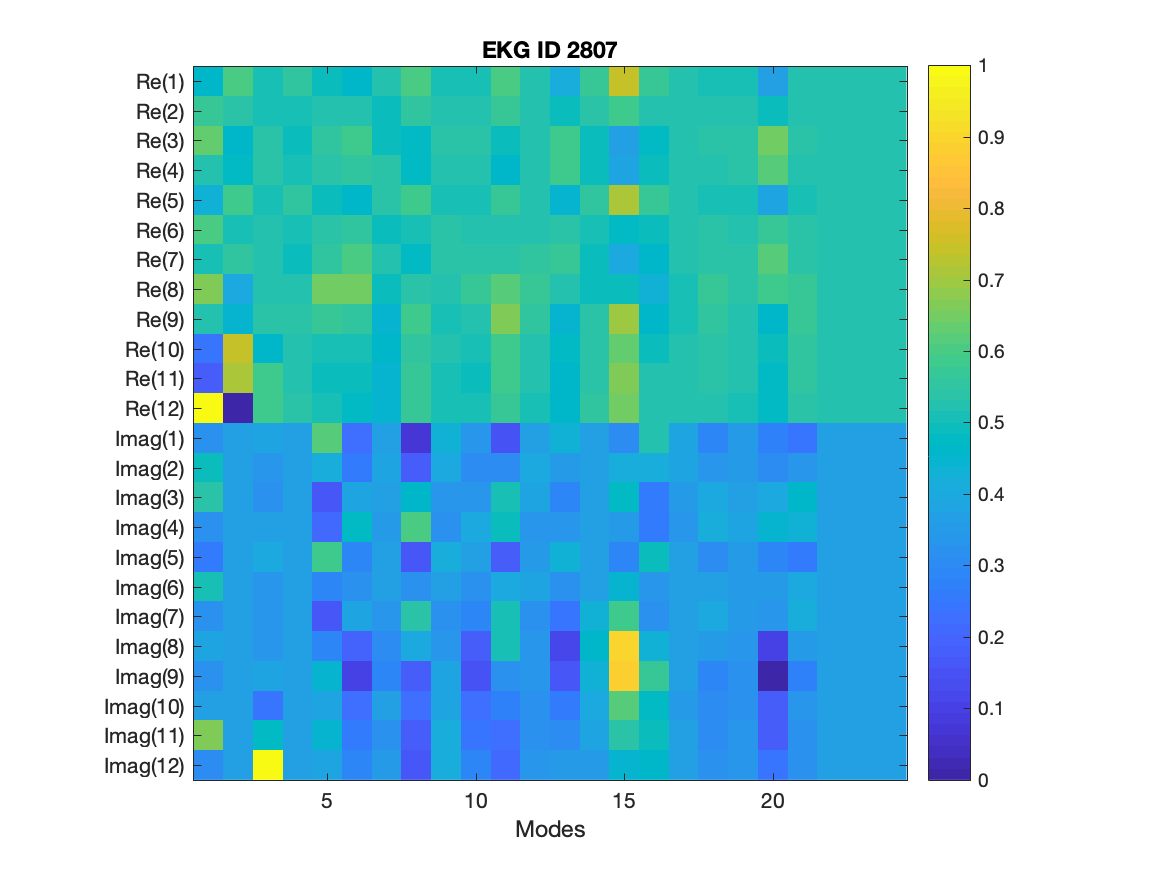 EKG ID 2807
Re(1)
Re(2)
Re(3)
Re(4)
Re(5)
Re(6)
Re(7)
Re(8)
Re(9)
Re(10)
Re(11)
Re(12)
Imag(1)
Imag(2)
Imag(3)
Imag(4)
Imag(5)
Imag(6)
Imag(7)
Imag(8)
Imag(9)
Imag(10)
Imag(11)
Imag(12)
5 10 15 20
Modes
1
0.9
0.8
0.7
0.6
0.5
0.4
0.3
0.2
0.1
0